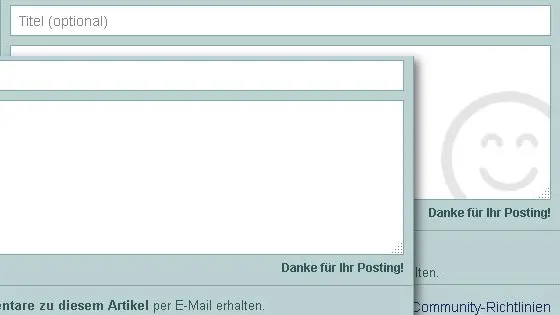 Titel (optional)
Danke für Ihr Posting!
Danke für Ihr Posting!
lten.
entare zu diesem Artikel per E-Mail erhalten.
Community-Richtlinien